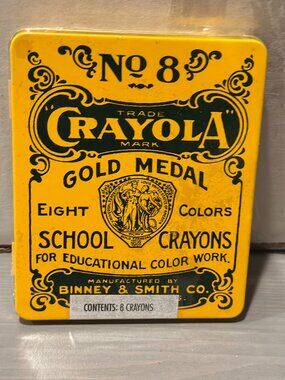 No 8
TRADE
"CRAYOLA"
MARK
GOLD MEDAL
EIGHT COLORS
SCHOOL CRAYONS
FOR EDUCATIONAL COLOR WORK.
MANUFACTURED BY
BINNEY & SMITH CO.
CONTENTS: 8 CRAYONS